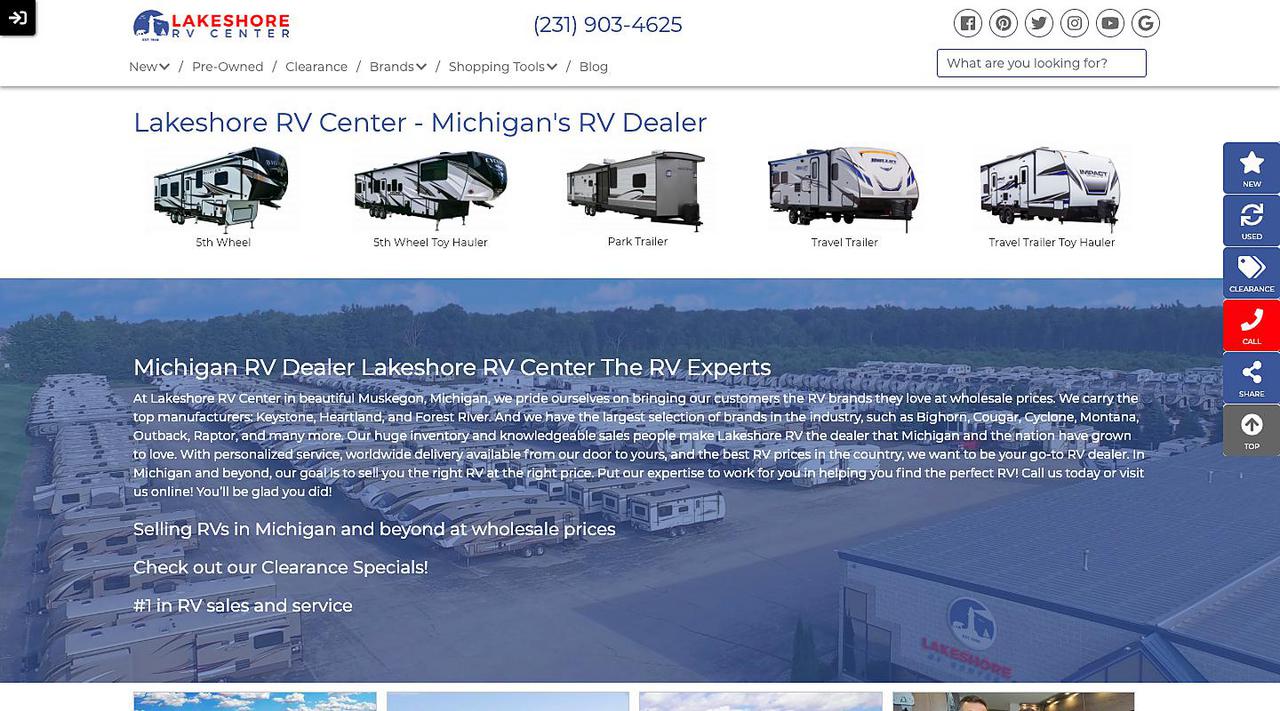 LAKESHORE
RV CENTER
EST. 1938
(231) 903-4625
New / Pre-Owned / Clearance / Brands / Shopping Tools / Blog
What are you looking for?
Lakeshore RV Center - Michigan's RV Dealer
5th Wheel
5th Wheel Toy Hauler
Park Trailer
Travel Trailer
Travel Trailer Toy Hauler
BULLET
IMPACT
NEW
USED
CLEARANCE
CALL
SHARE
TOP
Michigan RV Dealer Lakeshore RV Center The RV Experts
At Lakeshore RV Center in beautiful Muskegon, Michigan, we pride ourselves on bringing our customers the RV brands they love at wholesale prices. We carry the
top manufacturers: Keystone, Heartland, and Forest River. And we have the largest selection of brands in the industry, such as Bighorn, Cougar, Cyclone, Montana,
Outback, Raptor, and many more. Our huge inventory and knowledgeable sales people make Lakeshore RV the dealer that Michigan and the nation have grown
to love. With personalized service, worldwide delivery available from our door to yours, and the best RV prices in the country, we want to be your go-to RV dealer. In
Michigan and beyond, our goal is to sell you the right RV at the right price. Put our expertise to work for you in helping you find the perfect RV! Call us today or visit
us online! You'll be glad you did!
Selling RVs in Michigan and beyond at wholesale prices
Check out our Clearance Specials!
#1 in RV sales and service
LAKESHORE
RV CENTER